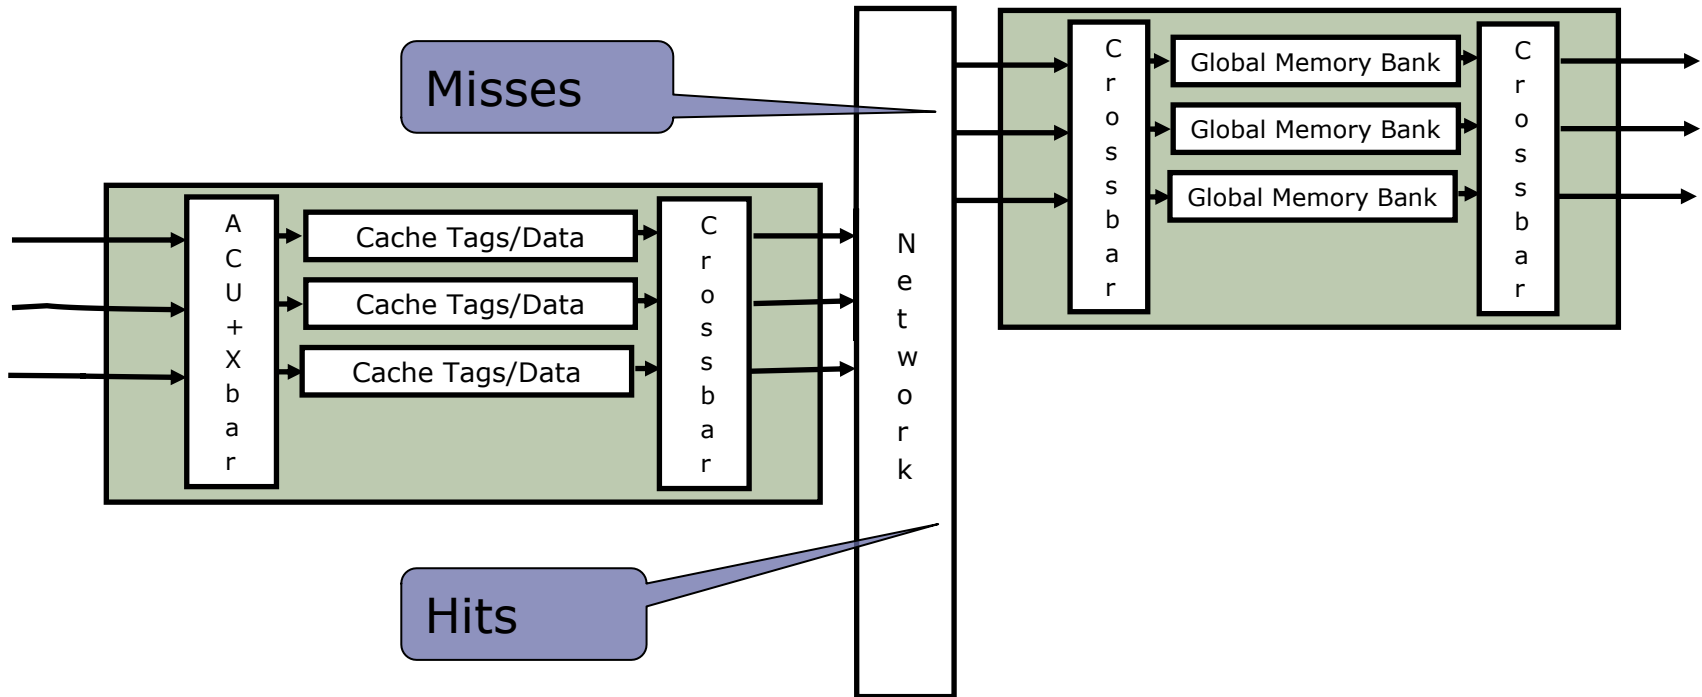 Misses
ACU+Xbar
Cache Tags/Data
Cache Tags/Data
Cache Tags/Data
Crossbar
Hits
Network
Crossbar
Global Memory Bank
Global Memory Bank
Global Memory Bank
Crossbar